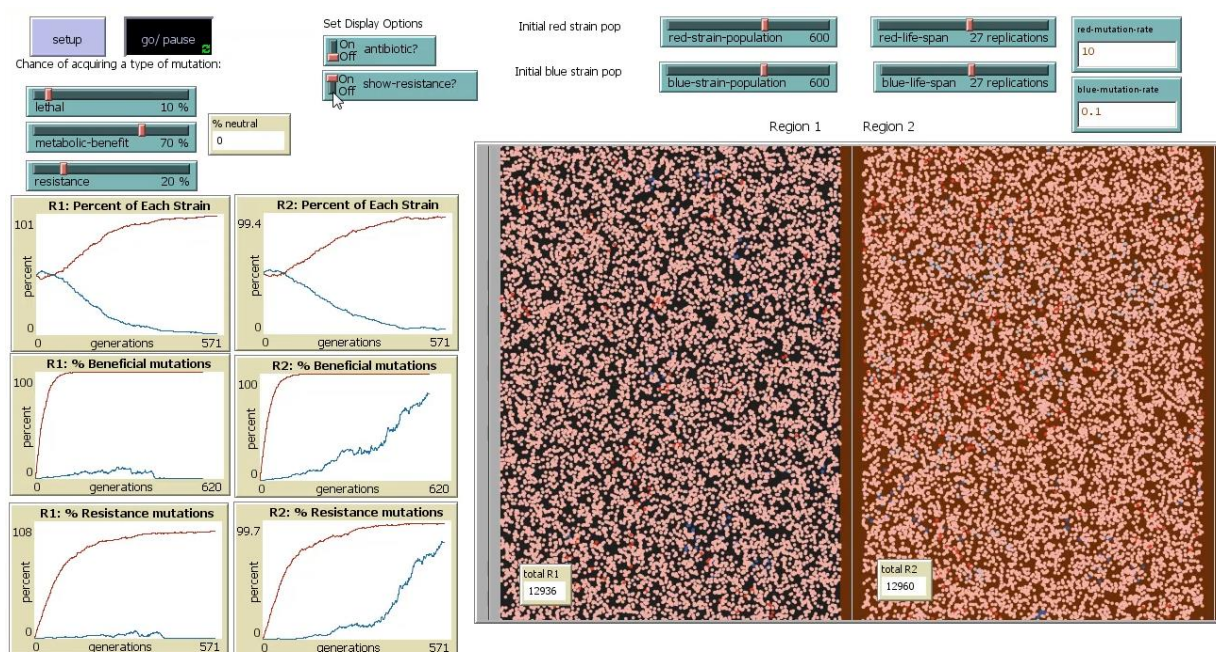 setup
go/ pause
Chance of acquiring a type of mutation:
lethal 10 %
metabolic-benefit 70 %
resistance 20 %
% neutral
0
Set Display Options
On
Off
antibiotic?
On
Off
show-resistance?
Initial red strain pop
red-strain-population 600
red-life-span 27 replications
red-mutation-rate
10
Initial blue strain pop
blue-strain-population 600
blue-life-span 27 replications
blue-mutation-rate
0.1
Region 1
Region 2
R1: Percent of Each Strain
101
percent
0
0 generations 571
R2: Percent of Each Strain
99.4
percent
0
0 generations 571
R1: % Beneficial mutations
100
percent
0
0 generations 620
R2: % Beneficial mutations
100
percent
0
0 generations 620
R1: % Resistance mutations
108
percent
0
0 generations 571
R2: % Resistance mutations
99.7
percent
0
0 generations 571
total R1
12936
total R2
12960